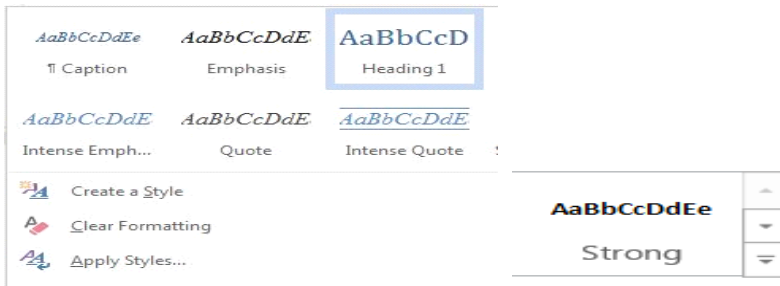 AaBbCcDdEe AaBbCcDdE AaBbCcD
¶ Caption Emphasis Heading 1
AaBbCcDdE AaBbCcDdE AaBbCcDdE
Intense Emph... Quote Intense Quote
Create a Style
Clear Formatting
Apply Styles...
AaBbCcDdEe
Strong